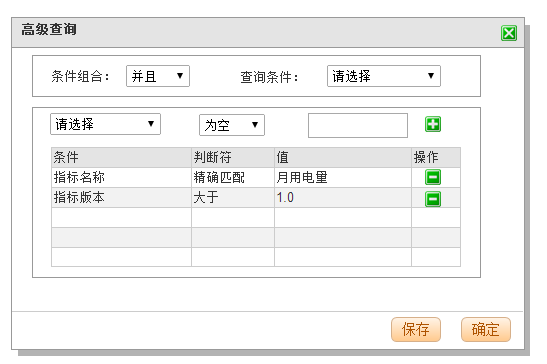 高级查询
条件组合： 并且 查询条件： 请选择
请选择 为空
条件 判断符 值 操作
指标名称 精确匹配 月用电量
指标版本 大于 1.0
保存 确定